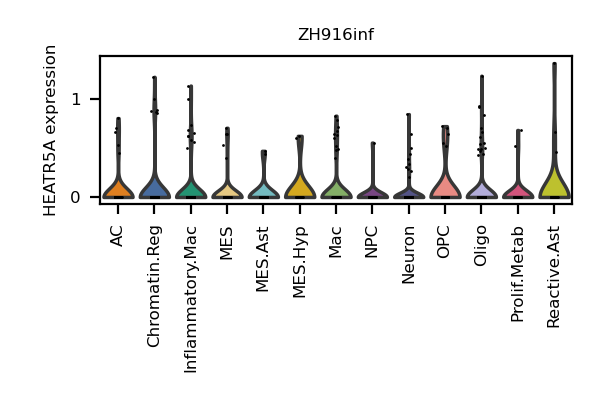 ZH916inf
HEATR5A expression
1
0
AC
Chromatin.Reg
Inflammatory.Mac
MES
MES.Ast
MES.Hyp
Mac
NPC
Neuron
OPC
Oligo
Prolif.Metab
Reactive.Ast